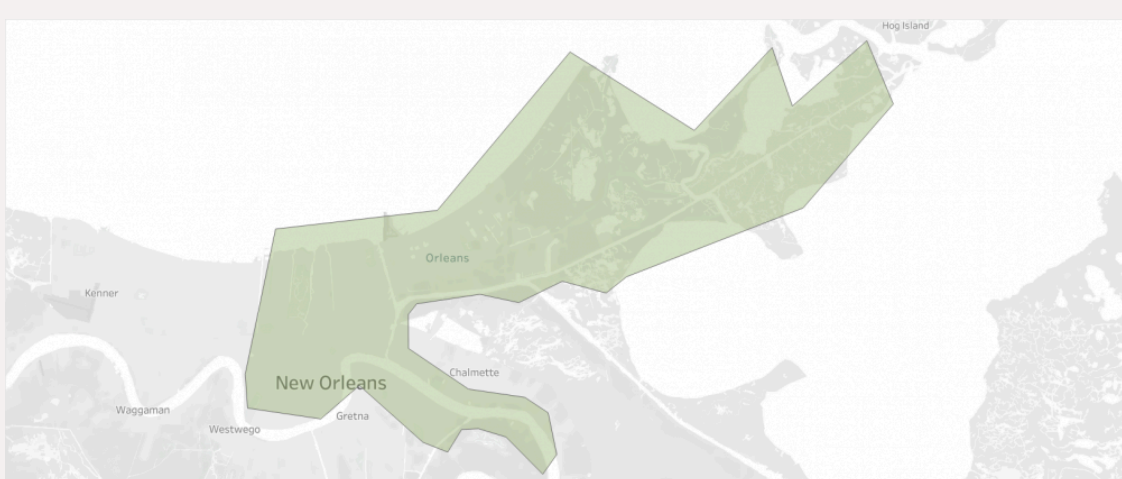 Hog Island
Orleans
Kenner
New Orleans
Chalmette
Waggaman
Gretna
Westwego